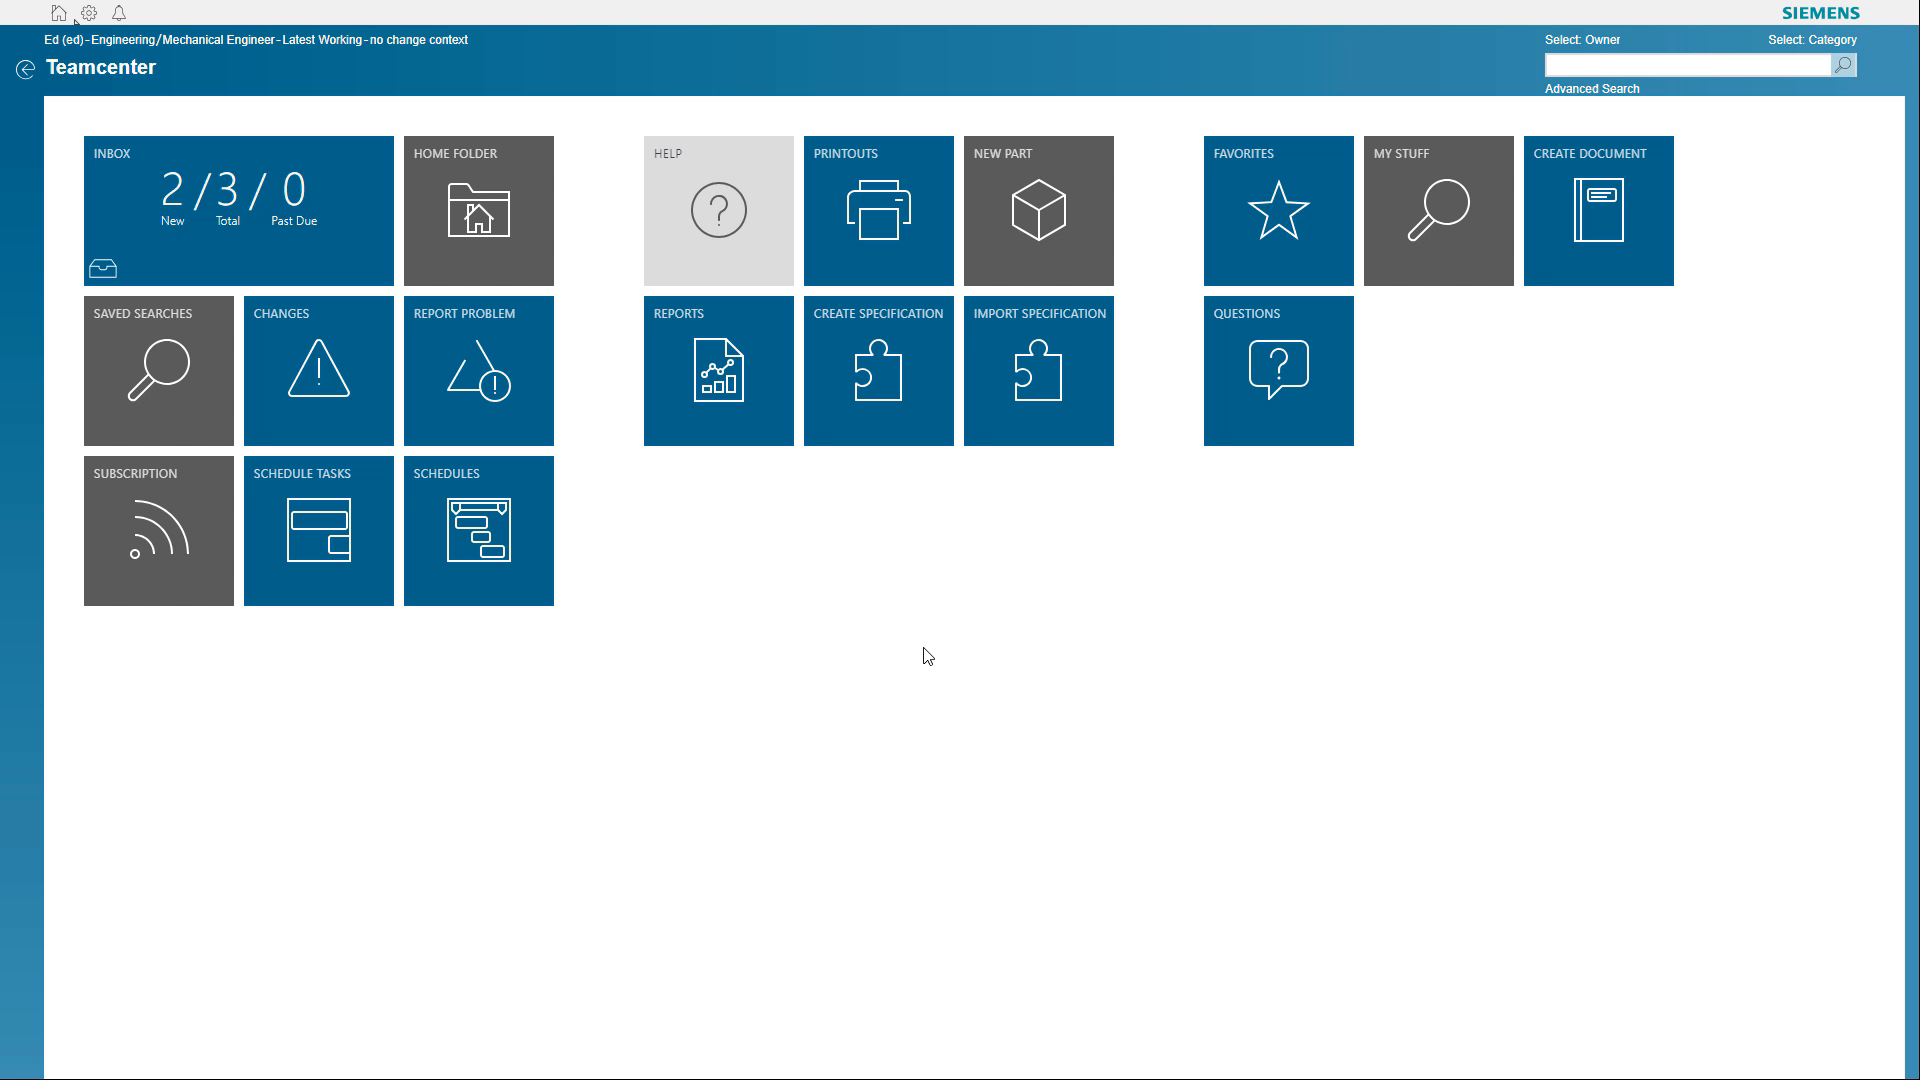 SIEMENS
Ed (ed)-Engineering/Mechanical Engineer-Latest Working-no change context
Select: Owner
Select: Category
Teamcenter
Advanced Search
INBOX
2 / 3 / 0
New Total Past Due
HOME FOLDER
HELP
PRINTOUTS
NEW PART
FAVORITES
MY STUFF
CREATE DOCUMENT
SAVED SEARCHES
CHANGES
REPORT PROBLEM
REPORTS
CREATE SPECIFICATION
IMPORT SPECIFICATION
QUESTIONS
SUBSCRIPTION
SCHEDULE TASKS
SCHEDULES